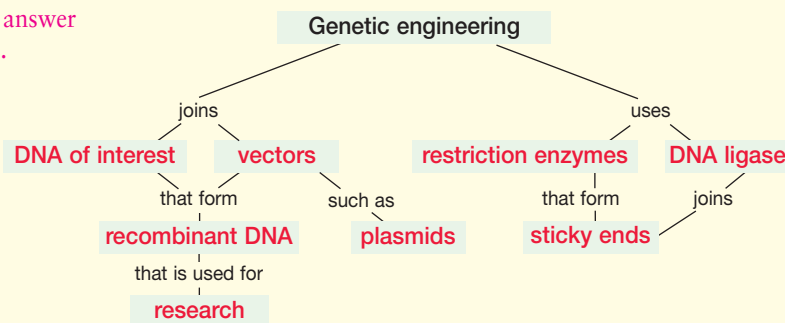 answer
.
Genetic engineering
joins
uses
DNA of interest
vectors
restriction enzymes
DNA ligase
that form
such as
that form
joins
recombinant DNA
plasmids
sticky ends
that is used for
research